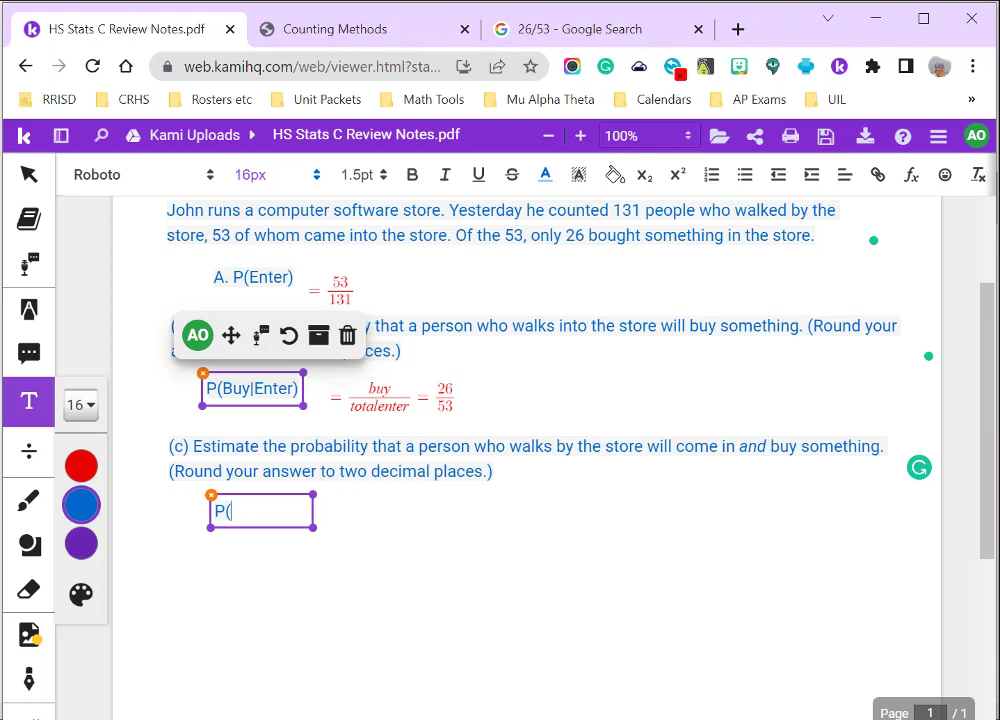 HS Stats C Review Notes.pdf
Counting Methods
26/53 - Google Search
web.kamihq.com/web/viewer.html?sta...
RRISD
CRHS
Rosters etc
Unit Packets
Math Tools
Mu Alpha Theta
Calendars
AP Exams
UIL
»
k
Kami Uploads
HS Stats C Review Notes.pdf
100%
AO
Roboto
16px
1.5pt
B I U S A A X₂ X² fx Tx
John runs a computer software store. Yesterday he counted 131 people who walked by the
store, 53 of whom came into the store. Of the 53, only 26 bought something in the store.
A. P(Enter) = 53/131
AO
that a person who walks into the store will buy something. (Round your
ces.)
P(Buy|Enter) = buy/totalenter = 26/53
T
16
(c) Estimate the probability that a person who walks by the store will come in and buy something.
(Round your answer to two decimal places.)
P(
Page 1 / 1